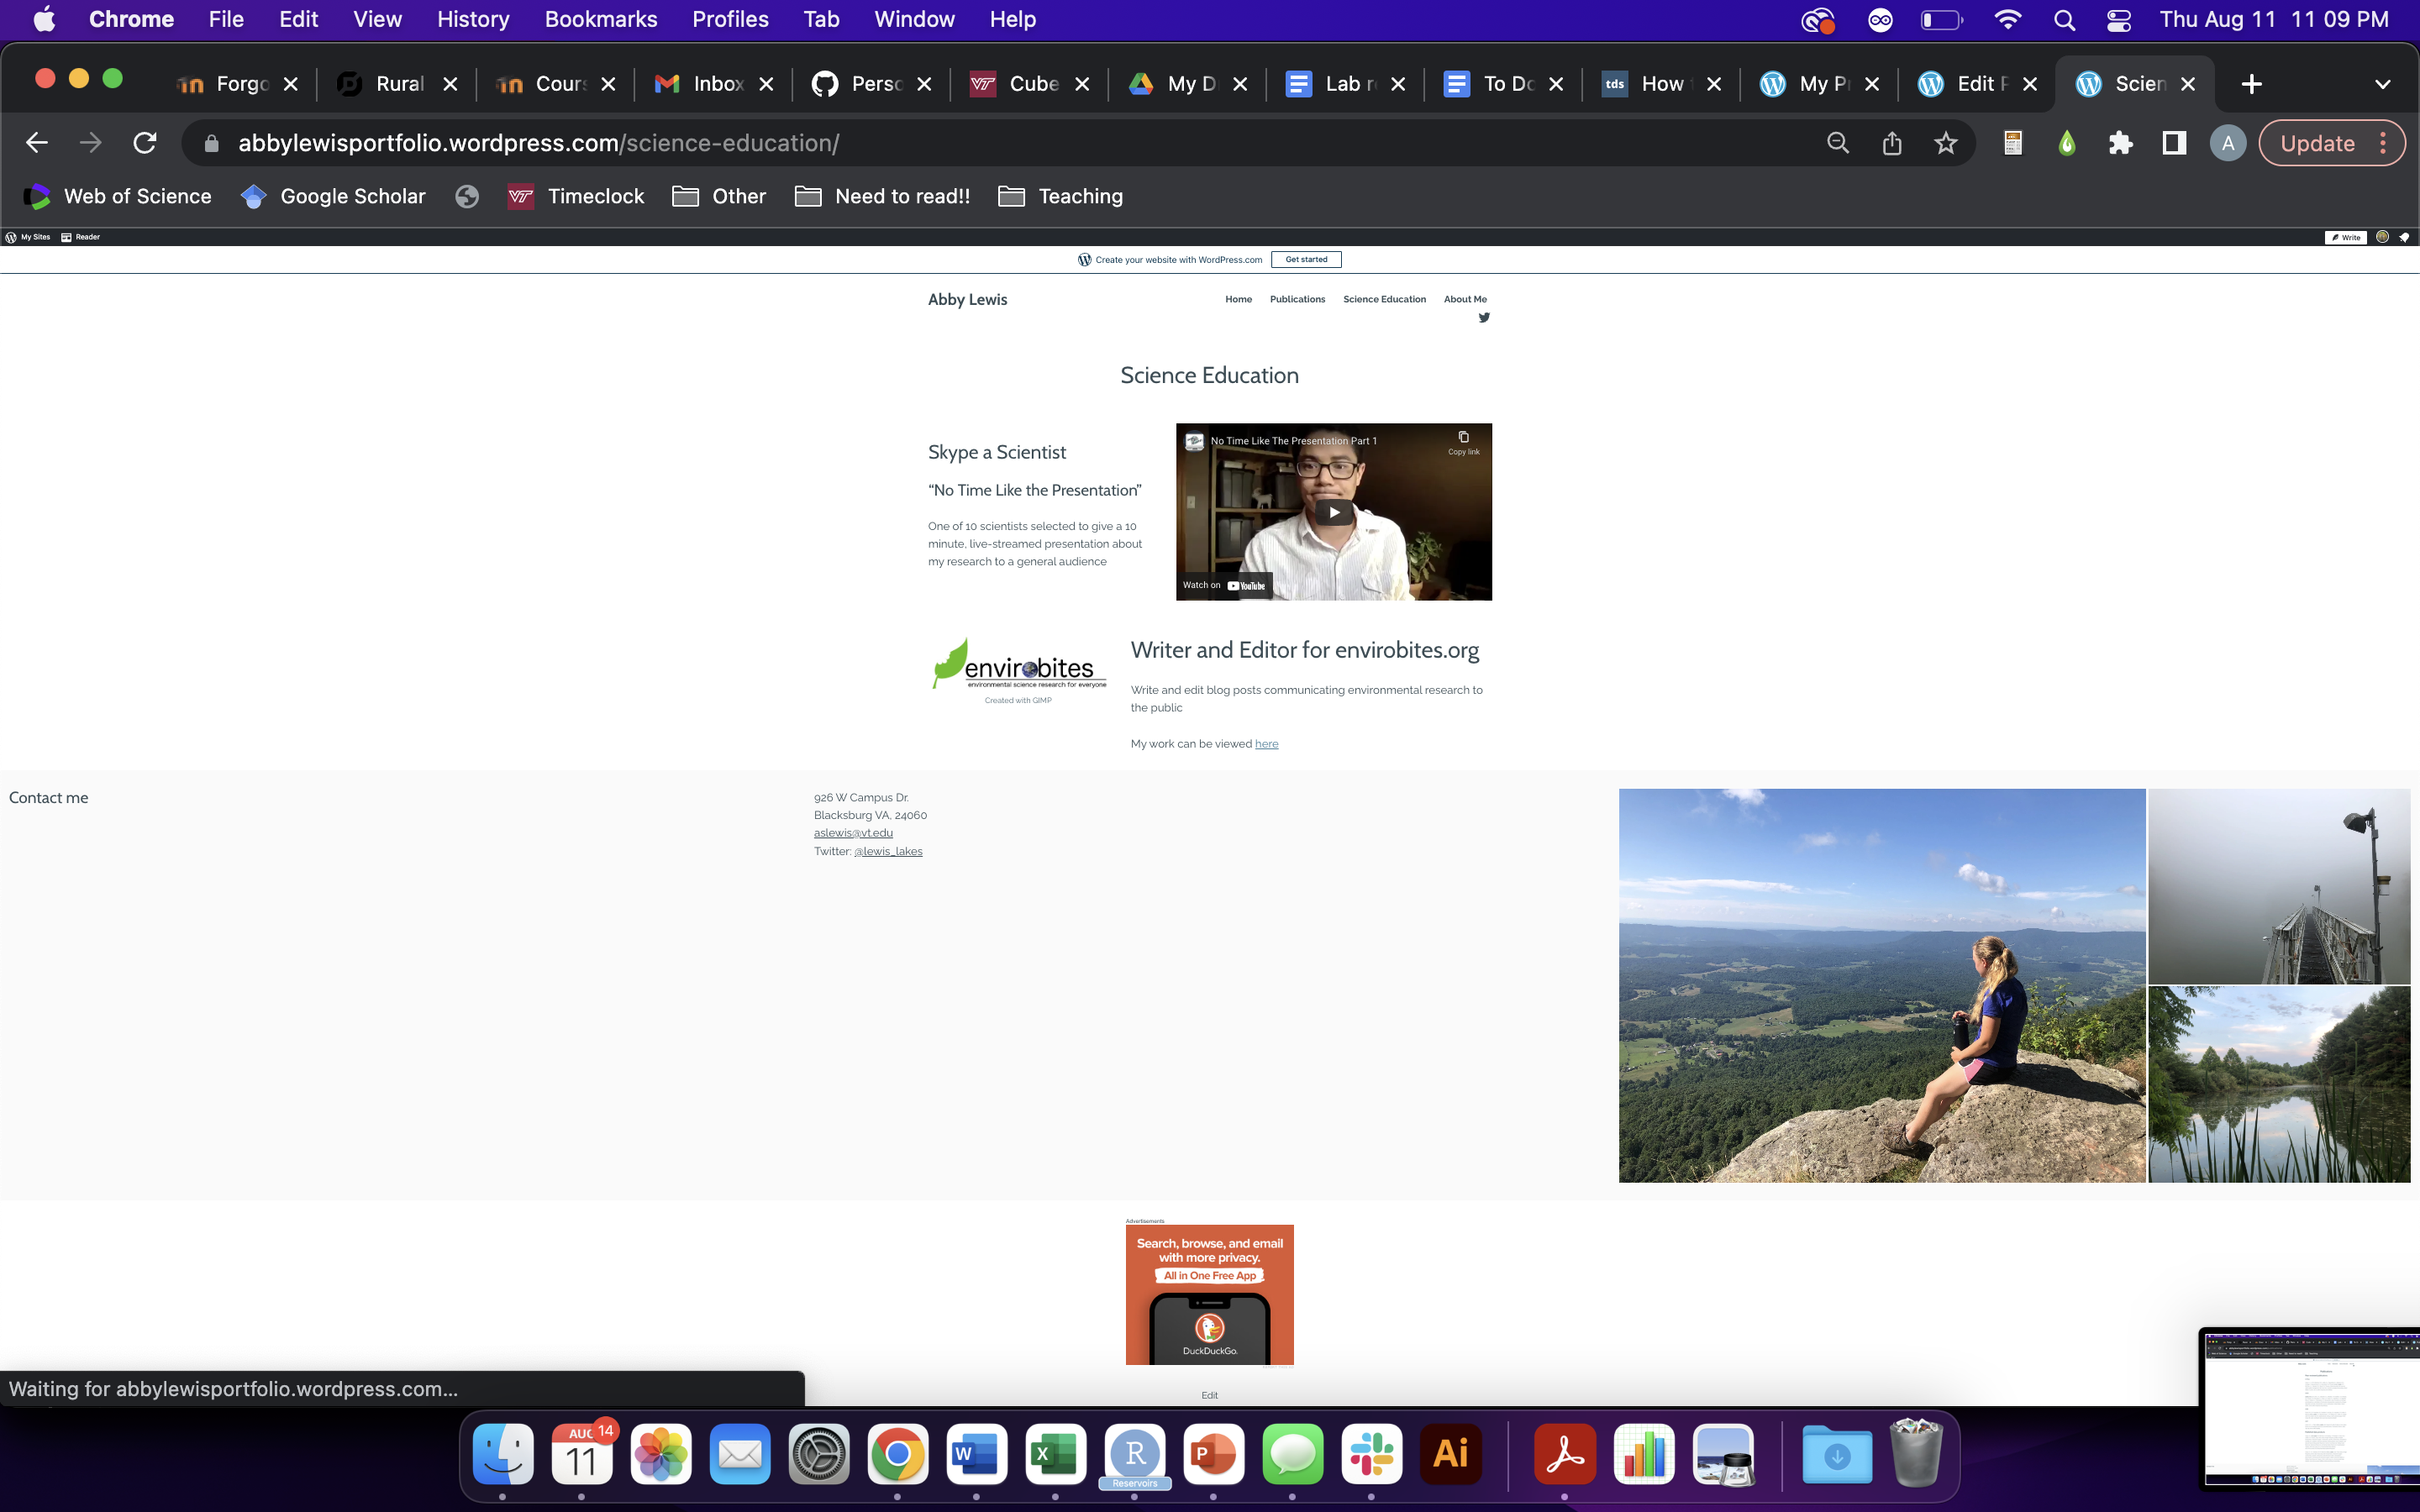 Chrome File Edit View History Bookmarks Profiles Tab Window Help Thu Aug 11 11 09 PM
Forgo Rural Cour Inbox Perso Cube My D Lab r To Do tds How My P Edit P Scien
abbylewisportfolio.wordpress.com/science-education/ A Update
Web of Science Google Scholar VT Timeclock Other Need to read!! Teaching
My Sites Reader Write
Create your website with WordPress.com Get started
Abby Lewis Home Publications Science Education About Me
Science Education
Skype a Scientist
“No Time Like the Presentation”
One of 10 scientists selected to give a 10
minute, live-streamed presentation about
my research to a general audience
No Time Like The Presentation Part 1
Copy link
Watch on YouTube
envirobites
environmental science research for everyone
Created with GIMP
Writer and Editor for envirobites.org
Write and edit blog posts communicating environmental research to
the public
My work can be viewed here
Contact me
926 W Campus Dr.
Blacksburg VA, 24060
aslewis@vt.edu
Twitter: @lewis_lakes
Advertisements
Search, browse, and email
with more privacy.
All in One Free App
DuckDuckGo.
Edit
Waiting for abbylewisportfolio.wordpress.com...
AUG 14
11 W X R P Ai
Reservoirs